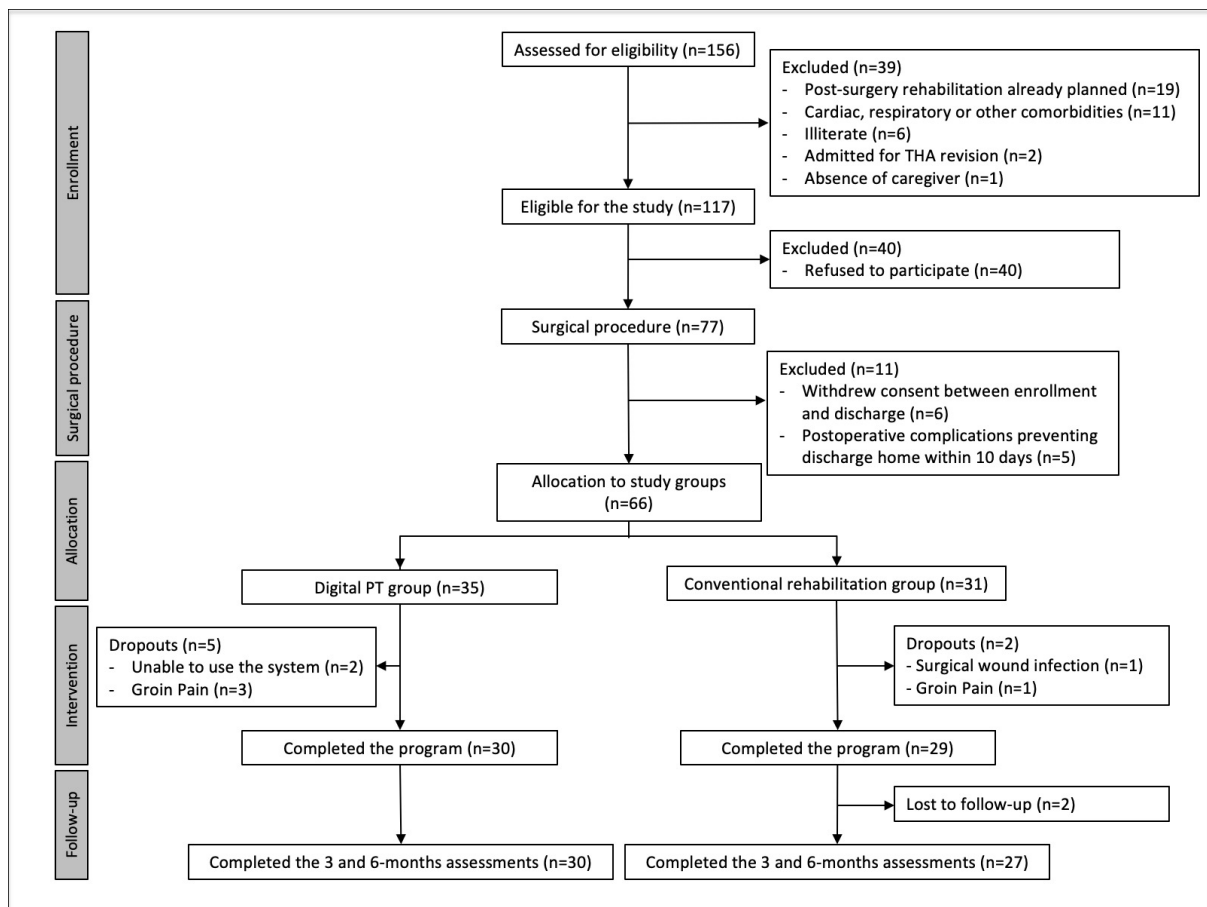 Enrollment
Assessed for eligibility (n=156)
Excluded (n=39)
- Post-surgery rehabilitation already planned (n=19)
- Cardiac, respiratory or other comorbidities (n=11)
- Illiterate (n=6)
- Admitted for THA revision (n=2)
- Absence of caregiver (n=1)
Eligible for the study (n=117)
Excluded (n=40)
- Refused to participate (n=40)
Surgical procedure
Surgical procedure (n=77)
Excluded (n=11)
- Withdrew consent between enrollment
and discharge (n=6)
- Postoperative complications preventing
discharge home within 10 days (n=5)
Allocation
Allocation to study groups
(n=66)
Digital PT group (n=35)
Conventional rehabilitation group (n=31)
Intervention
Dropouts (n=5)
- Unable to use the system (n=2)
- Groin Pain (n=3)
Dropouts (n=2)
- Surgical wound infection (n=1)
- Groin Pain (n=1)
Completed the program (n=30)
Completed the program (n=29)
Follow-up
Lost to follow-up (n=2)
Completed the 3 and 6-months assessments (n=30)
Completed the 3 and 6-months assessments (n=27)